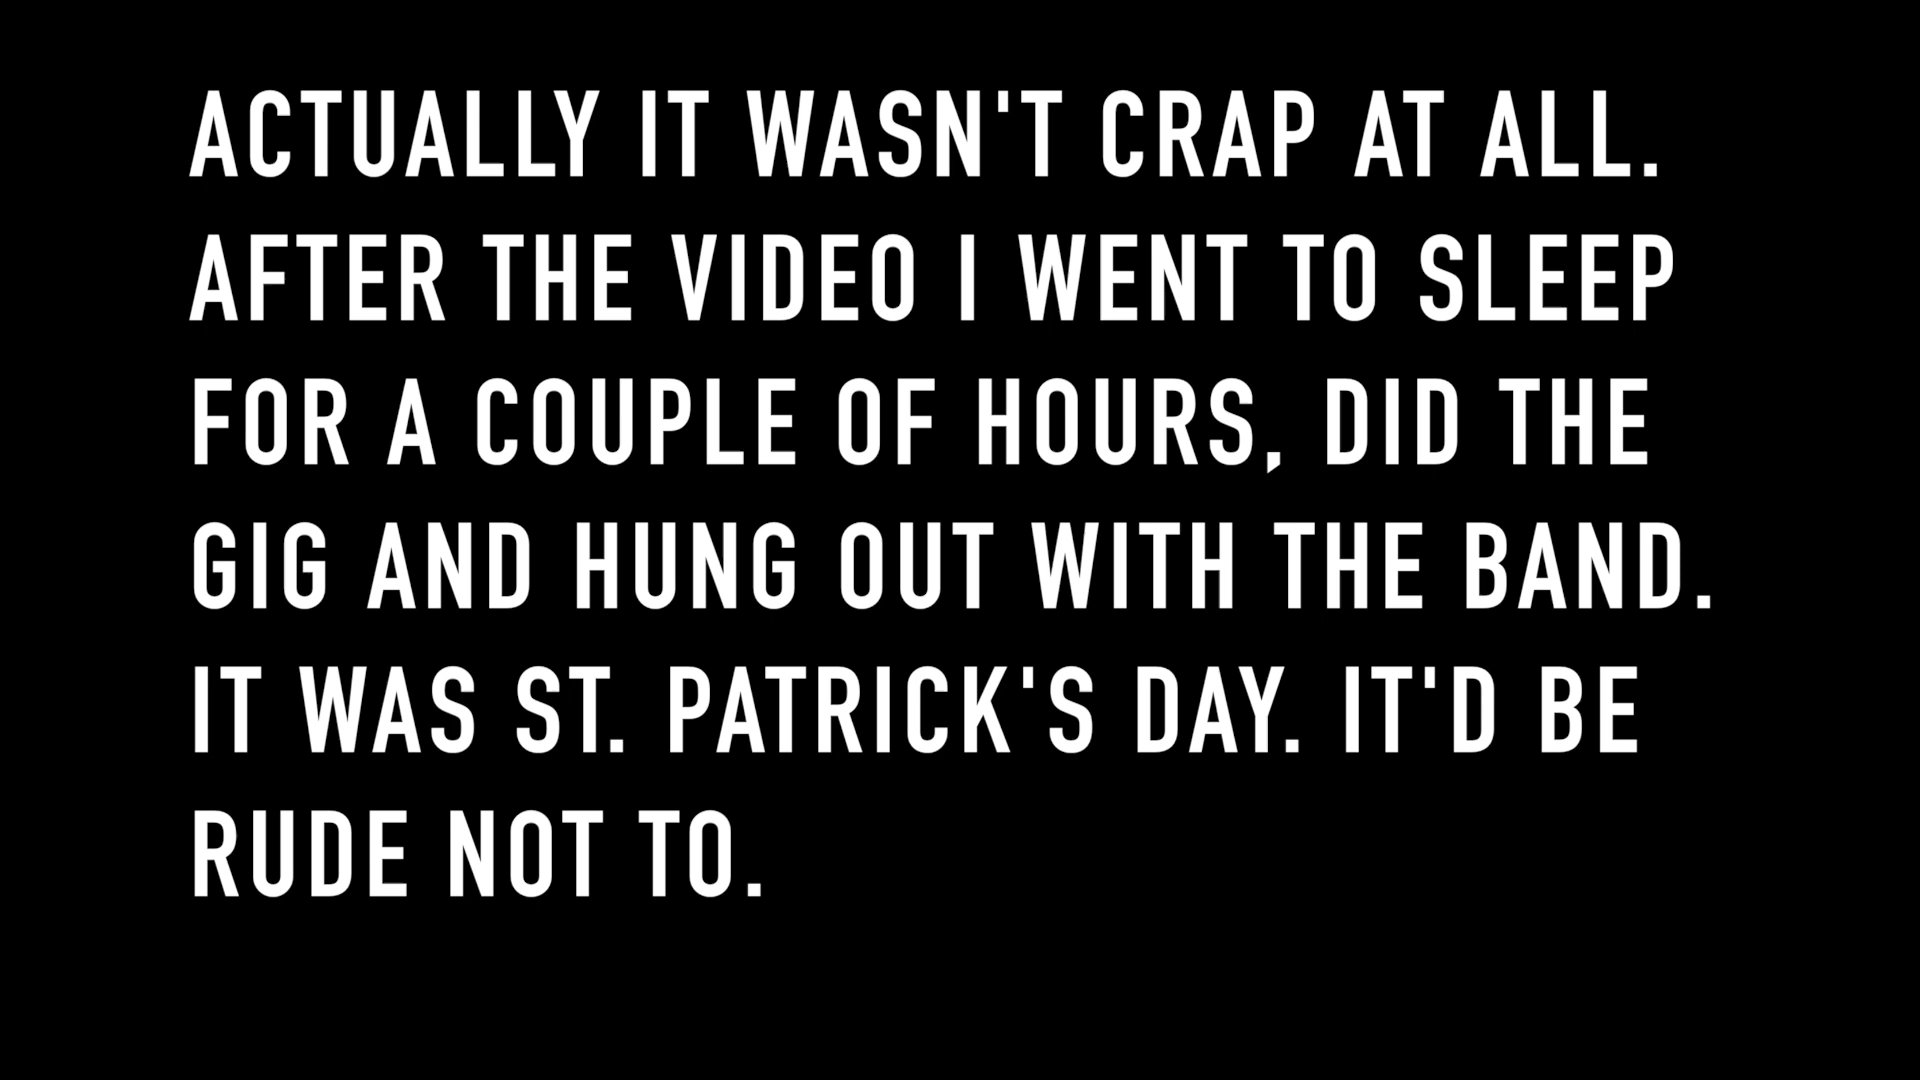 ACTUALLY IT WASN'T CRAP AT ALL.
AFTER THE VIDEO I WENT TO SLEEP
FOR A COUPLE OF HOURS, DID THE
GIG AND HUNG OUT WITH THE BAND.
IT WAS ST. PATRICK'S DAY. IT'D BE
RUDE NOT TO.